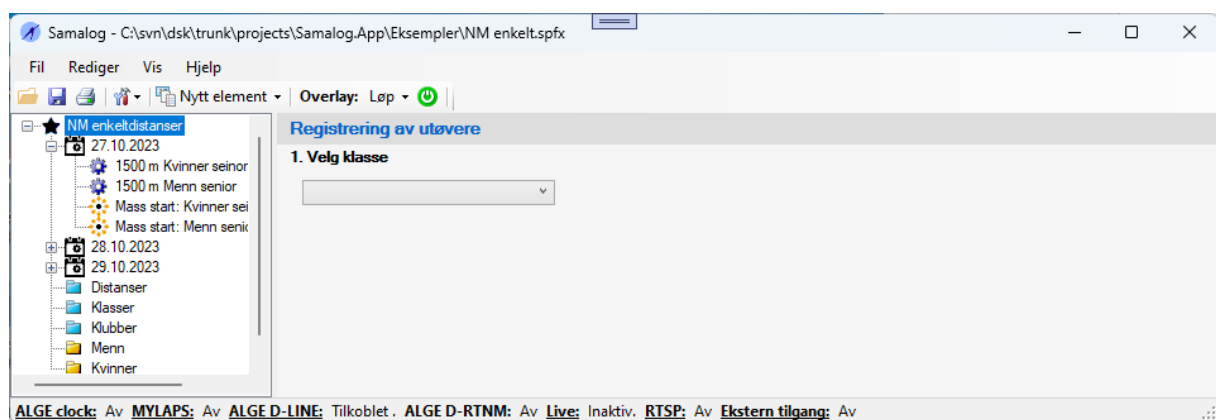 Samalog - C:\svn\dsk\trunk\projects\Samalog.App\Eksempler\NM enkelt.spfx
Fil Rediger Vis Hjelp
Nytt element Overlay: Løp
NM enkeltdistanser
27.10.2023
1500 m Kvinner seinor
1500 m Menn senior
Mass start: Kvinner sei
Mass start: Menn senio
28.10.2023
29.10.2023
Distanser
Klasser
Klubber
Menn
Kvinner
Registrering av utøvere
1. Velg klasse
ALGE clock: Av MYLAPS: Av ALGE D-LINE: Tilkoblet . ALGE D-RTNM: Av Live: Inaktiv. RTSP: Av Ekstern tilgang: Av